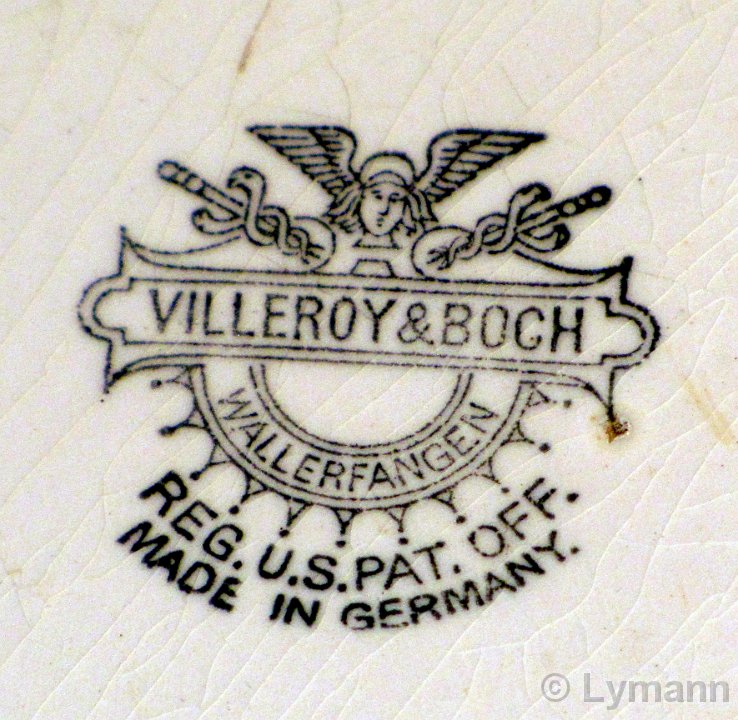 VILLEROY & BOCH
WALLERFANGEN
REG. U.S. PAT. OFF.
MADE IN GERMANY.
© Lymann